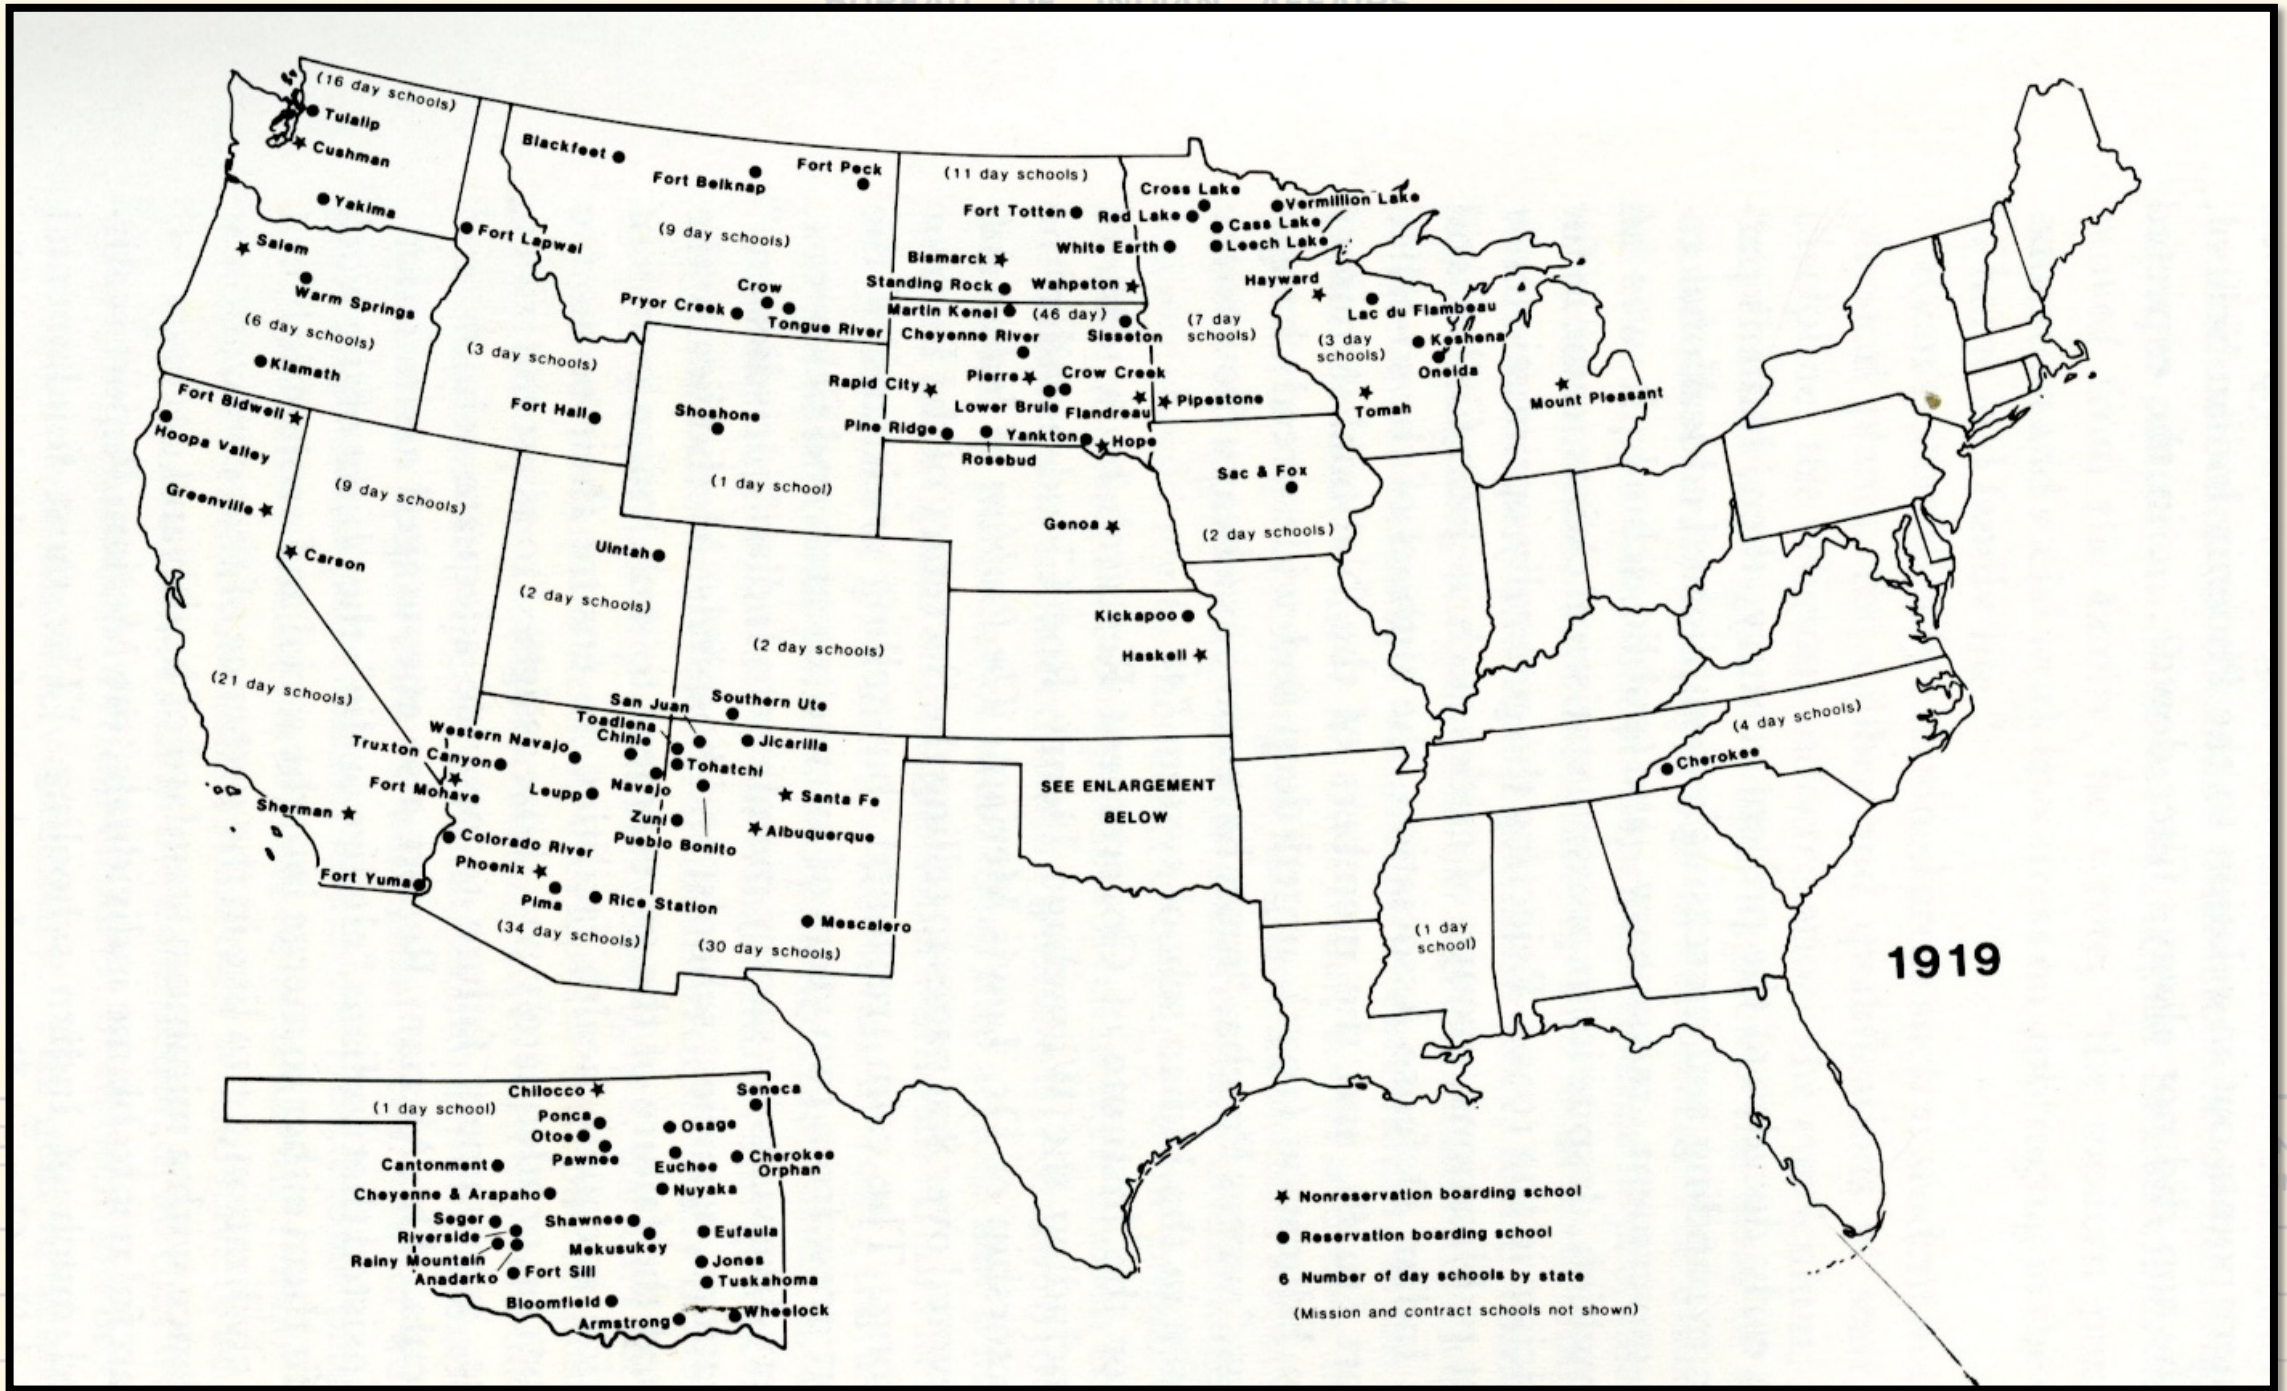 (16 day schools)
Tulalip
Cushman
Yakima
Blackfeet
Fort Belknap
Fort Peck
(9 day schools)
Fort Lapwai
Crow
Pryor Creek
Tongue River
(11 day schools)
Fort Totten
Bismarck
Standing Rock
Wahpeton
Cross Lake
Red Lake
Vermillion Lake
Cass Lake
White Earth
Leech Lake
Salem
Warm Springs
(6 day schools)
Klamath
(3 day schools)
Fort Hall
Shoshone
(1 day school)
Martin Kenel
(46 day)
Cheyenne River
Sisseton
Rapid City
Pierre
Crow Creek
Lower Brule
Flandreau
Pine Ridge
Yankton
Hope
Rosebud
(7 day
schools)
Pipestone
Hayward
Lac du Flambeau
(3 day
schools)
Keshena
Oneida
Tomah
Mount Pleasant
Fort Bidwell
Hoopa Valley
Greenville
(9 day schools)
Carson
(21 day schools)
Sherman
Fort Yuma
Uintah
(2 day schools)
(2 day schools)
Southern Ute
Genoa
Sac & Fox
(2 day schools)
Kickapoo
Haskell
San Juan
Toadlena
Chinle
Western Navajo
Truxton Canyon
Fort Mohave
Leupp
Navajo
Jicarilla
Tohatchi
Santa Fe
Zuni
Pueblo Bonito
Albuquerque
Colorado River
Phoenix
Pima
Rice Station
(34 day schools)
Mescalero
(30 day schools)
SEE ENLARGEMENT
BELOW
(4 day schools)
Cherokee
(1 day
school)
1919
Chilocco
Seneca
(1 day school)
Ponca
Otoe
Osage
Pawnee
Euchee
Cherokee
Orphan
Cantonment
Cheyenne & Arapaho
Nuyaka
Seger
Shawnee
Riverside
Eufaula
Mekusukey
Rainy Mountain
Jones
Anadarko
Fort Sill
Tuskahoma
Bloomfield
Wheelock
Armstrong
Nonreservation boarding school
Reservation boarding school
6 Number of day schools by state
(Mission and contract schools not shown)